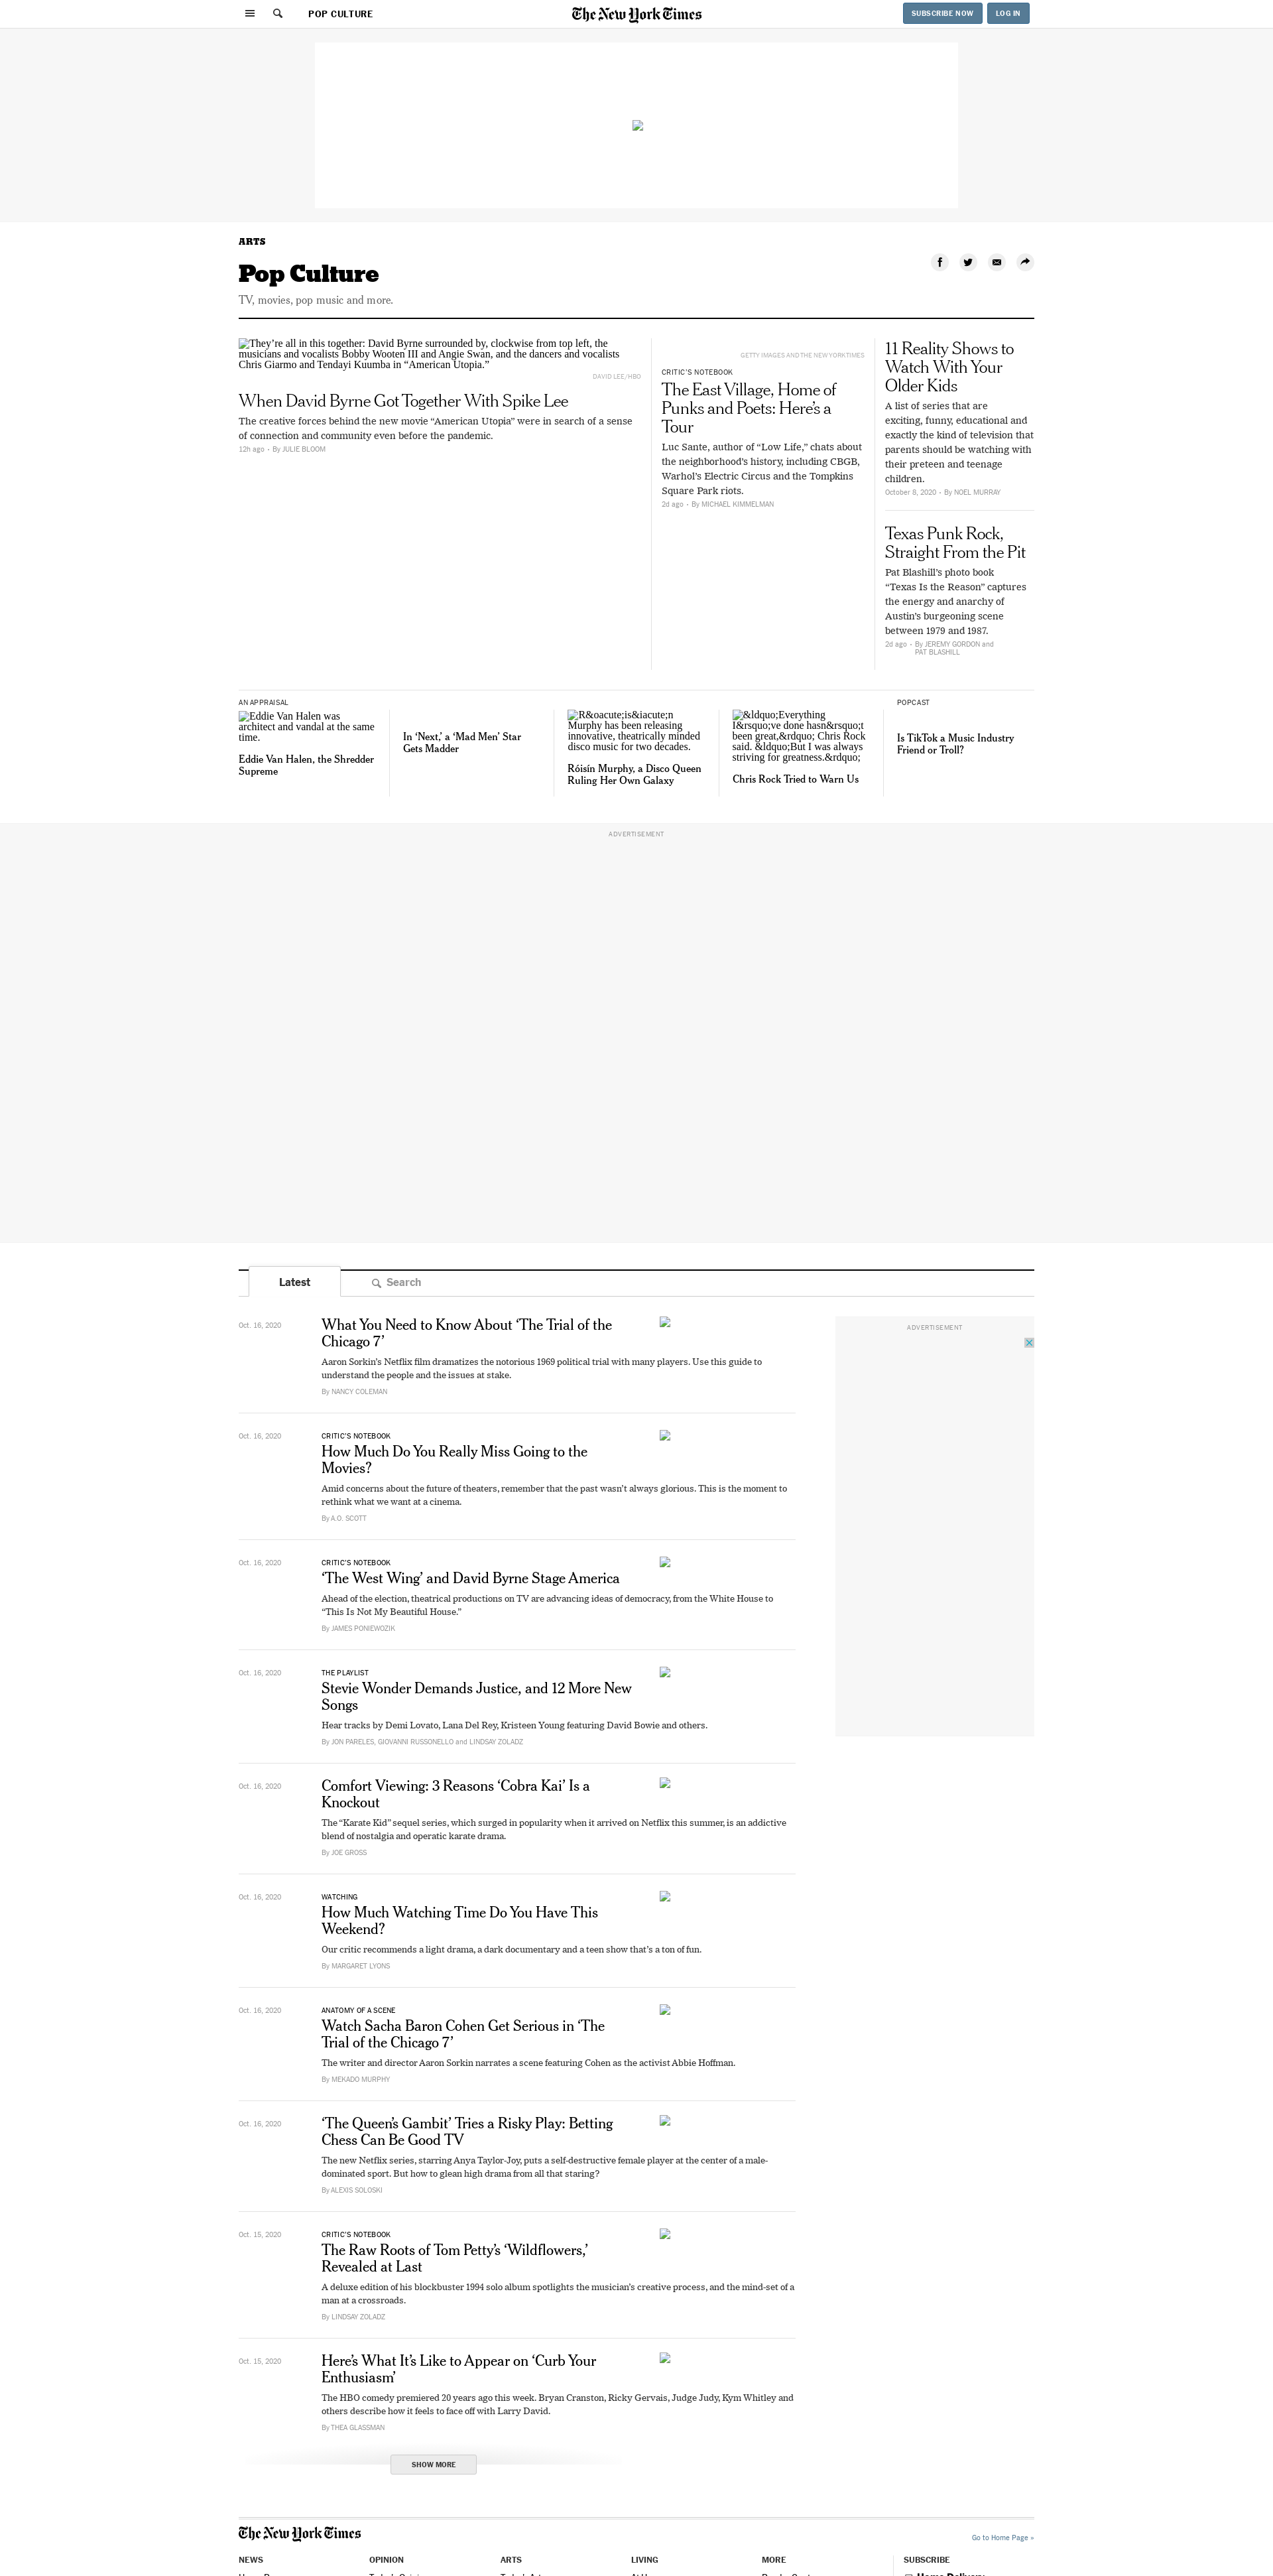 POP CULTURE
The New York Times
SUBSCRIBE NOW
LOG IN
ARTS
Pop Culture
TV, movies, pop music and more.
They're all in this together: David Byrne surrounded by, clockwise from top left, the
musicians and vocalists Bobby Wooten III and Angie Swan, and the dancers and vocalists
Chris Giarmo and Tendayi Kuumba in “American Utopia.”
DAVID LEE/HBO
When David Byrne Got Together With Spike Lee
The creative forces behind the new movie “American Utopia” were in search of a sense
of connection and community even before the pandemic.
12h ago - By JULIE BLOOM
GETTY IMAGES AND THE NEW YORK TIMES
CRITIC'S NOTEBOOK
The East Village, Home of
Punks and Poets: Here's a
Tour
Luc Sante, author of “Low Life,” chats about
the neighborhood's history, including CBGB,
Warhol's Electric Circus and the Tompkins
Square Park riots.
2d ago - By MICHAEL KIMMELMAN
11 Reality Shows to
Watch With Your
Older Kids
A list of series that are
exciting, funny, educational and
exactly the kind of television that
parents should be watching with
their preteen and teenage
children.
October 8, 2020 - By NOEL MURRAY
Texas Punk Rock,
Straight From the Pit
Pat Blashill's photo book
“Texas Is the Reason” captures
the energy and anarchy of
Austin's burgeoning scene
between 1979 and 1987.
2d ago - By JEREMY GORDON and
PAT BLASHILL
AN APPRAISAL
Eddie Van Halen was
architect and vandal at the same
time.
Eddie Van Halen, the Shredder
Supreme
In ‘Next,’ a ‘Mad Men’ Star
Gets Madder
R&oacute;is&iacute;n
Murphy has been releasing
innovative, theatrically minded
disco music for two decades.
Róisín Murphy, a Disco Queen
Ruling Her Own Galaxy
&ldquo;Everything
I&rsquo;ve done hasn&rsquo;t
been great,&rdquo; Chris Rock
said. &ldquo;But I was always
striving for greatness.&rdquo;
Chris Rock Tried to Warn Us
POPCAST
Is TikTok a Music Industry
Friend or Troll?
ADVERTISEMENT
Latest
Search
ADVERTISEMENT
Oct. 16, 2020
What You Need to Know About ‘The Trial of the
Chicago 7’
Aaron Sorkin's Netflix film dramatizes the notorious 1969 political trial with many players. Use this guide to
understand the people and the issues at stake.
By NANCY COLEMAN
Oct. 16, 2020
CRITIC'S NOTEBOOK
How Much Do You Really Miss Going to the
Movies?
Amid concerns about the future of theaters, remember that the past wasn't always glorious. This is the moment to
rethink what we want at a cinema.
By A.O. SCOTT
Oct. 16, 2020
CRITIC'S NOTEBOOK
‘The West Wing’ and David Byrne Stage America
Ahead of the election, theatrical productions on TV are advancing ideas of democracy, from the White House to
“This Is Not My Beautiful House.”
By JAMES PONIEWOZIK
Oct. 16, 2020
THE PLAYLIST
Stevie Wonder Demands Justice, and 12 More New
Songs
Hear tracks by Demi Lovato, Lana Del Rey, Kristeen Young featuring David Bowie and others.
By JON PARELES, GIOVANNI RUSSONELLO and LINDSAY ZOLADZ
Oct. 16, 2020
Comfort Viewing: 3 Reasons ‘Cobra Kai’ Is a
Knockout
The “Karate Kid” sequel series, which surged in popularity when it arrived on Netflix this summer, is an addictive
blend of nostalgia and operatic karate drama.
By JOE GROSS
Oct. 16, 2020
WATCHING
How Much Watching Time Do You Have This
Weekend?
Our critic recommends a light drama, a dark documentary and a teen show that's a ton of fun.
By MARGARET LYONS
Oct. 16, 2020
ANATOMY OF A SCENE
Watch Sacha Baron Cohen Get Serious in ‘The
Trial of the Chicago 7’
The writer and director Aaron Sorkin narrates a scene featuring Cohen as the activist Abbie Hoffman.
By MEKADO MURPHY
Oct. 16, 2020
‘The Queen's Gambit’ Tries a Risky Play: Betting
Chess Can Be Good TV
The new Netflix series, starring Anya Taylor-Joy, puts a self-destructive female player at the center of a male-
dominated sport. But how to glean high drama from all that staring?
By ALEXIS SOLOSKI
Oct. 15, 2020
CRITIC'S NOTEBOOK
The Raw Roots of Tom Petty's ‘Wildflowers,’
Revealed at Last
A deluxe edition of his blockbuster 1994 solo album spotlights the musician's creative process, and the mind-set of a
man at a crossroads.
By LINDSAY ZOLADZ
Oct. 15, 2020
Here's What It's Like to Appear on ‘Curb Your
Enthusiasm’
The HBO comedy premiered 20 years ago this week. Bryan Cranston, Ricky Gervais, Judge Judy, Kym Whitley and
others describe how it feels to face off with Larry David.
By THEA GLASSMAN
SHOW MORE
The New York Times
Go to Home Page »
NEWS
OPINION
ARTS
LIVING
MORE
SUBSCRIBE